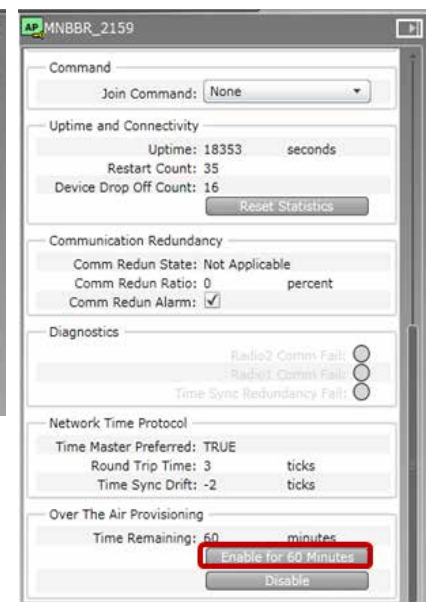 AP MNBBR_2159
Command
Join Command: None
Uptime and Connectivity
Uptime: 18353 seconds
Restart Count: 35
Device Drop Off Count: 16
Reset Statistics
Communication Redundancy
Comm Redun State: Not Applicable
Comm Redun Ratio: 0 percent
Comm Redun Alarm:
Diagnostics
Radio2 Comm Fail:
Radio1 Comm Fail:
Time Sync Redundancy Fail:
Network Time Protocol
Time Master Preferred: TRUE
Round Trip Time: 3 ticks
Time Sync Drift: -2 ticks
Over The Air Provisioning
Time Remaining: 60 minutes
Enable for 60 Minutes
Disable